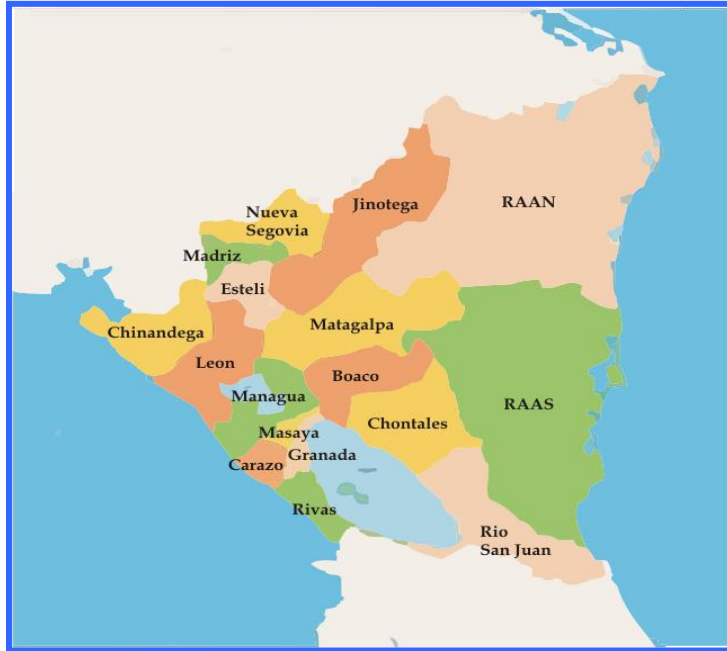 Jinotega
RAAN
Nueva
Segovia
Madriz
Esteli
Chinandega
Matagalpa
Leon
Boaco
Managua
RAAS
Chontales
Masaya
Granada
Carazo
Rivas
Rio
San Juan